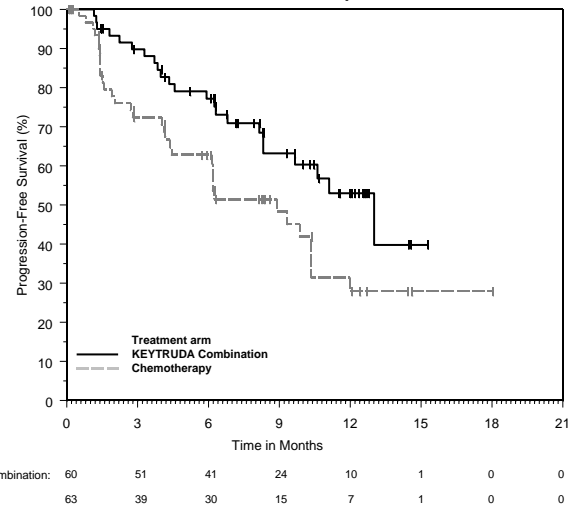 100
90
80
70
60
50
40
30
20
10
0
Progression-Free Survival (%)
Treatment arm
KEYTRUDA Combination
Chemotherapy
0 3 6 9 12 15 18 21
Time in Months
mbination: 60 51 41 24 10 1 0 0
63 39 30 15 7 1 0 0